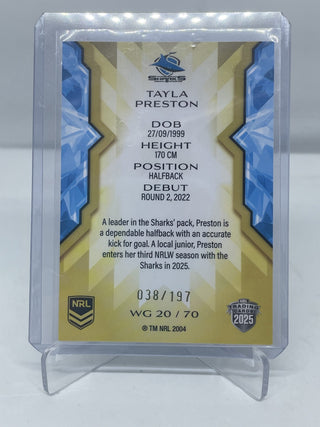 SHARKS
TAYLA
PRESTON
DOB
27/09/1999
HEIGHT
170 CM
POSITION
HALFBACK
DEBUT
ROUND 2, 2022
A leader in the Sharks' pack, Preston is
a dependable halfback with an accurate
kick for goal. A local junior, Preston
enters her third NRLW season with the
Sharks in 2025.
038/197
NRL
WG 20 / 70
® TM NRL 2004
TRADING
CARDS
2025